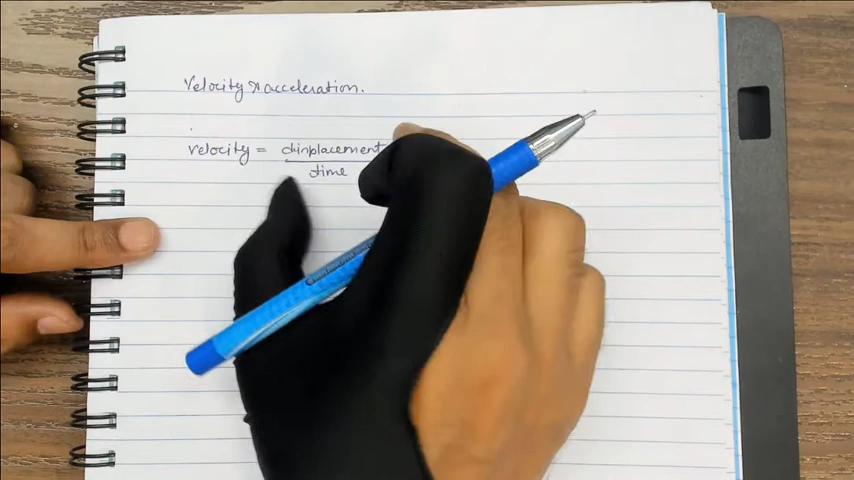 Velocity & acceleration.
velocity = displacement
time